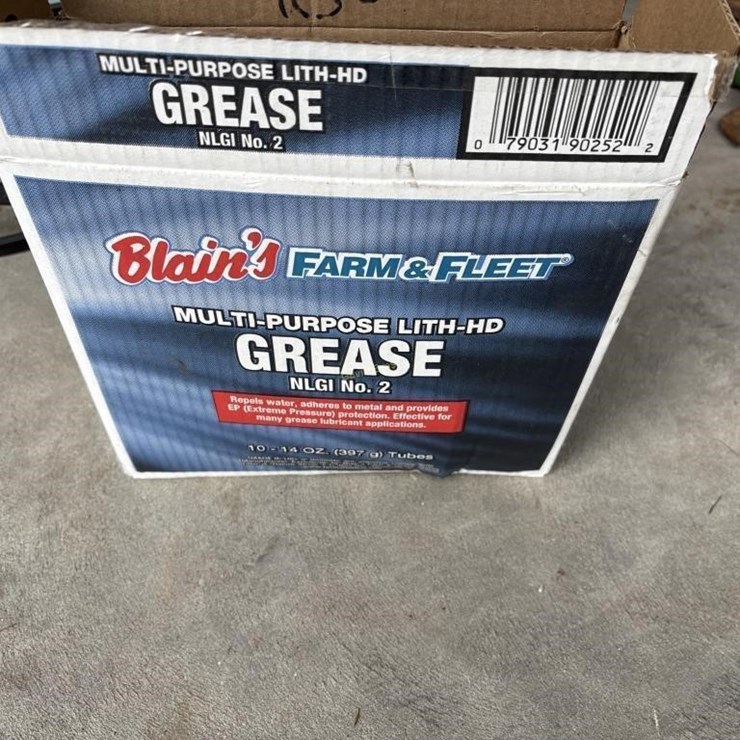 MULTI-PURPOSE LITH-HD
GREASE
NLGI No. 2
0 79031 90252 2
Blain's FARM & FLEET®
MULTI-PURPOSE LITH-HD
GREASE
NLGI No. 2
Repels water, adheres to metal and provides
EP (Extreme Pressure) protection. Effective for
many grease lubricant applications.
10 - 14 OZ. (397 g) Tubes